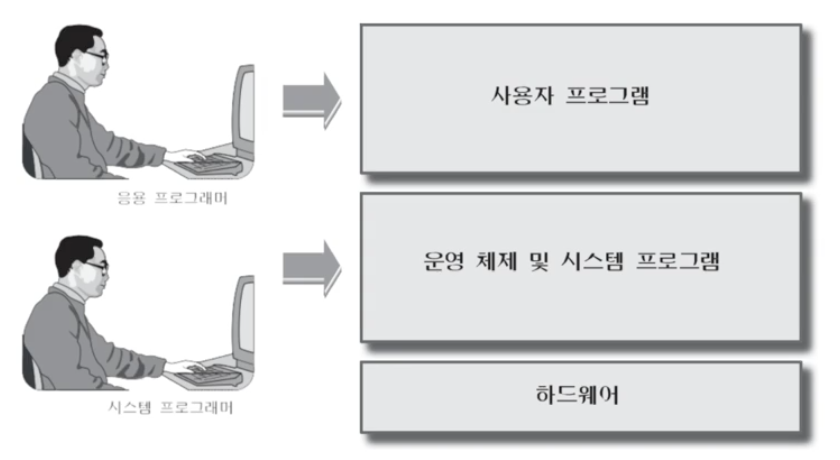 사용자 프로그램
응용 프로그래머
운영 체제 및 시스템 프로그램
시스템 프로그래머
하드웨어